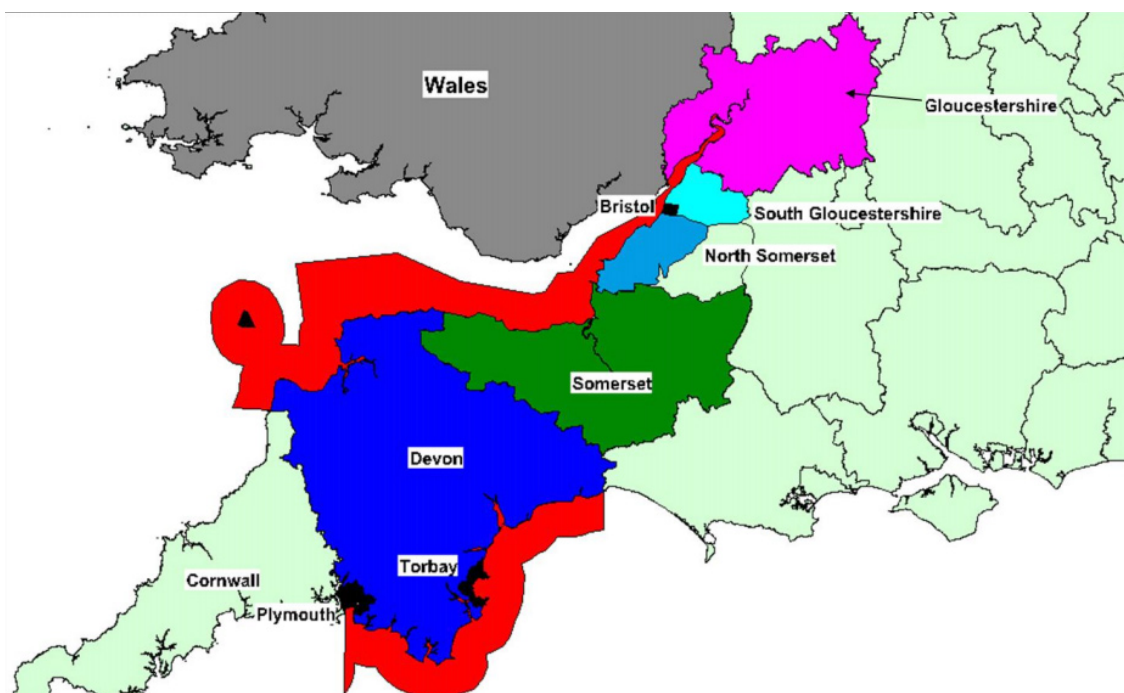 Wales
Gloucestershire
Bristol
South Gloucestershire
North Somerset
Somerset
Devon
Torbay
Cornwall
Plymouth